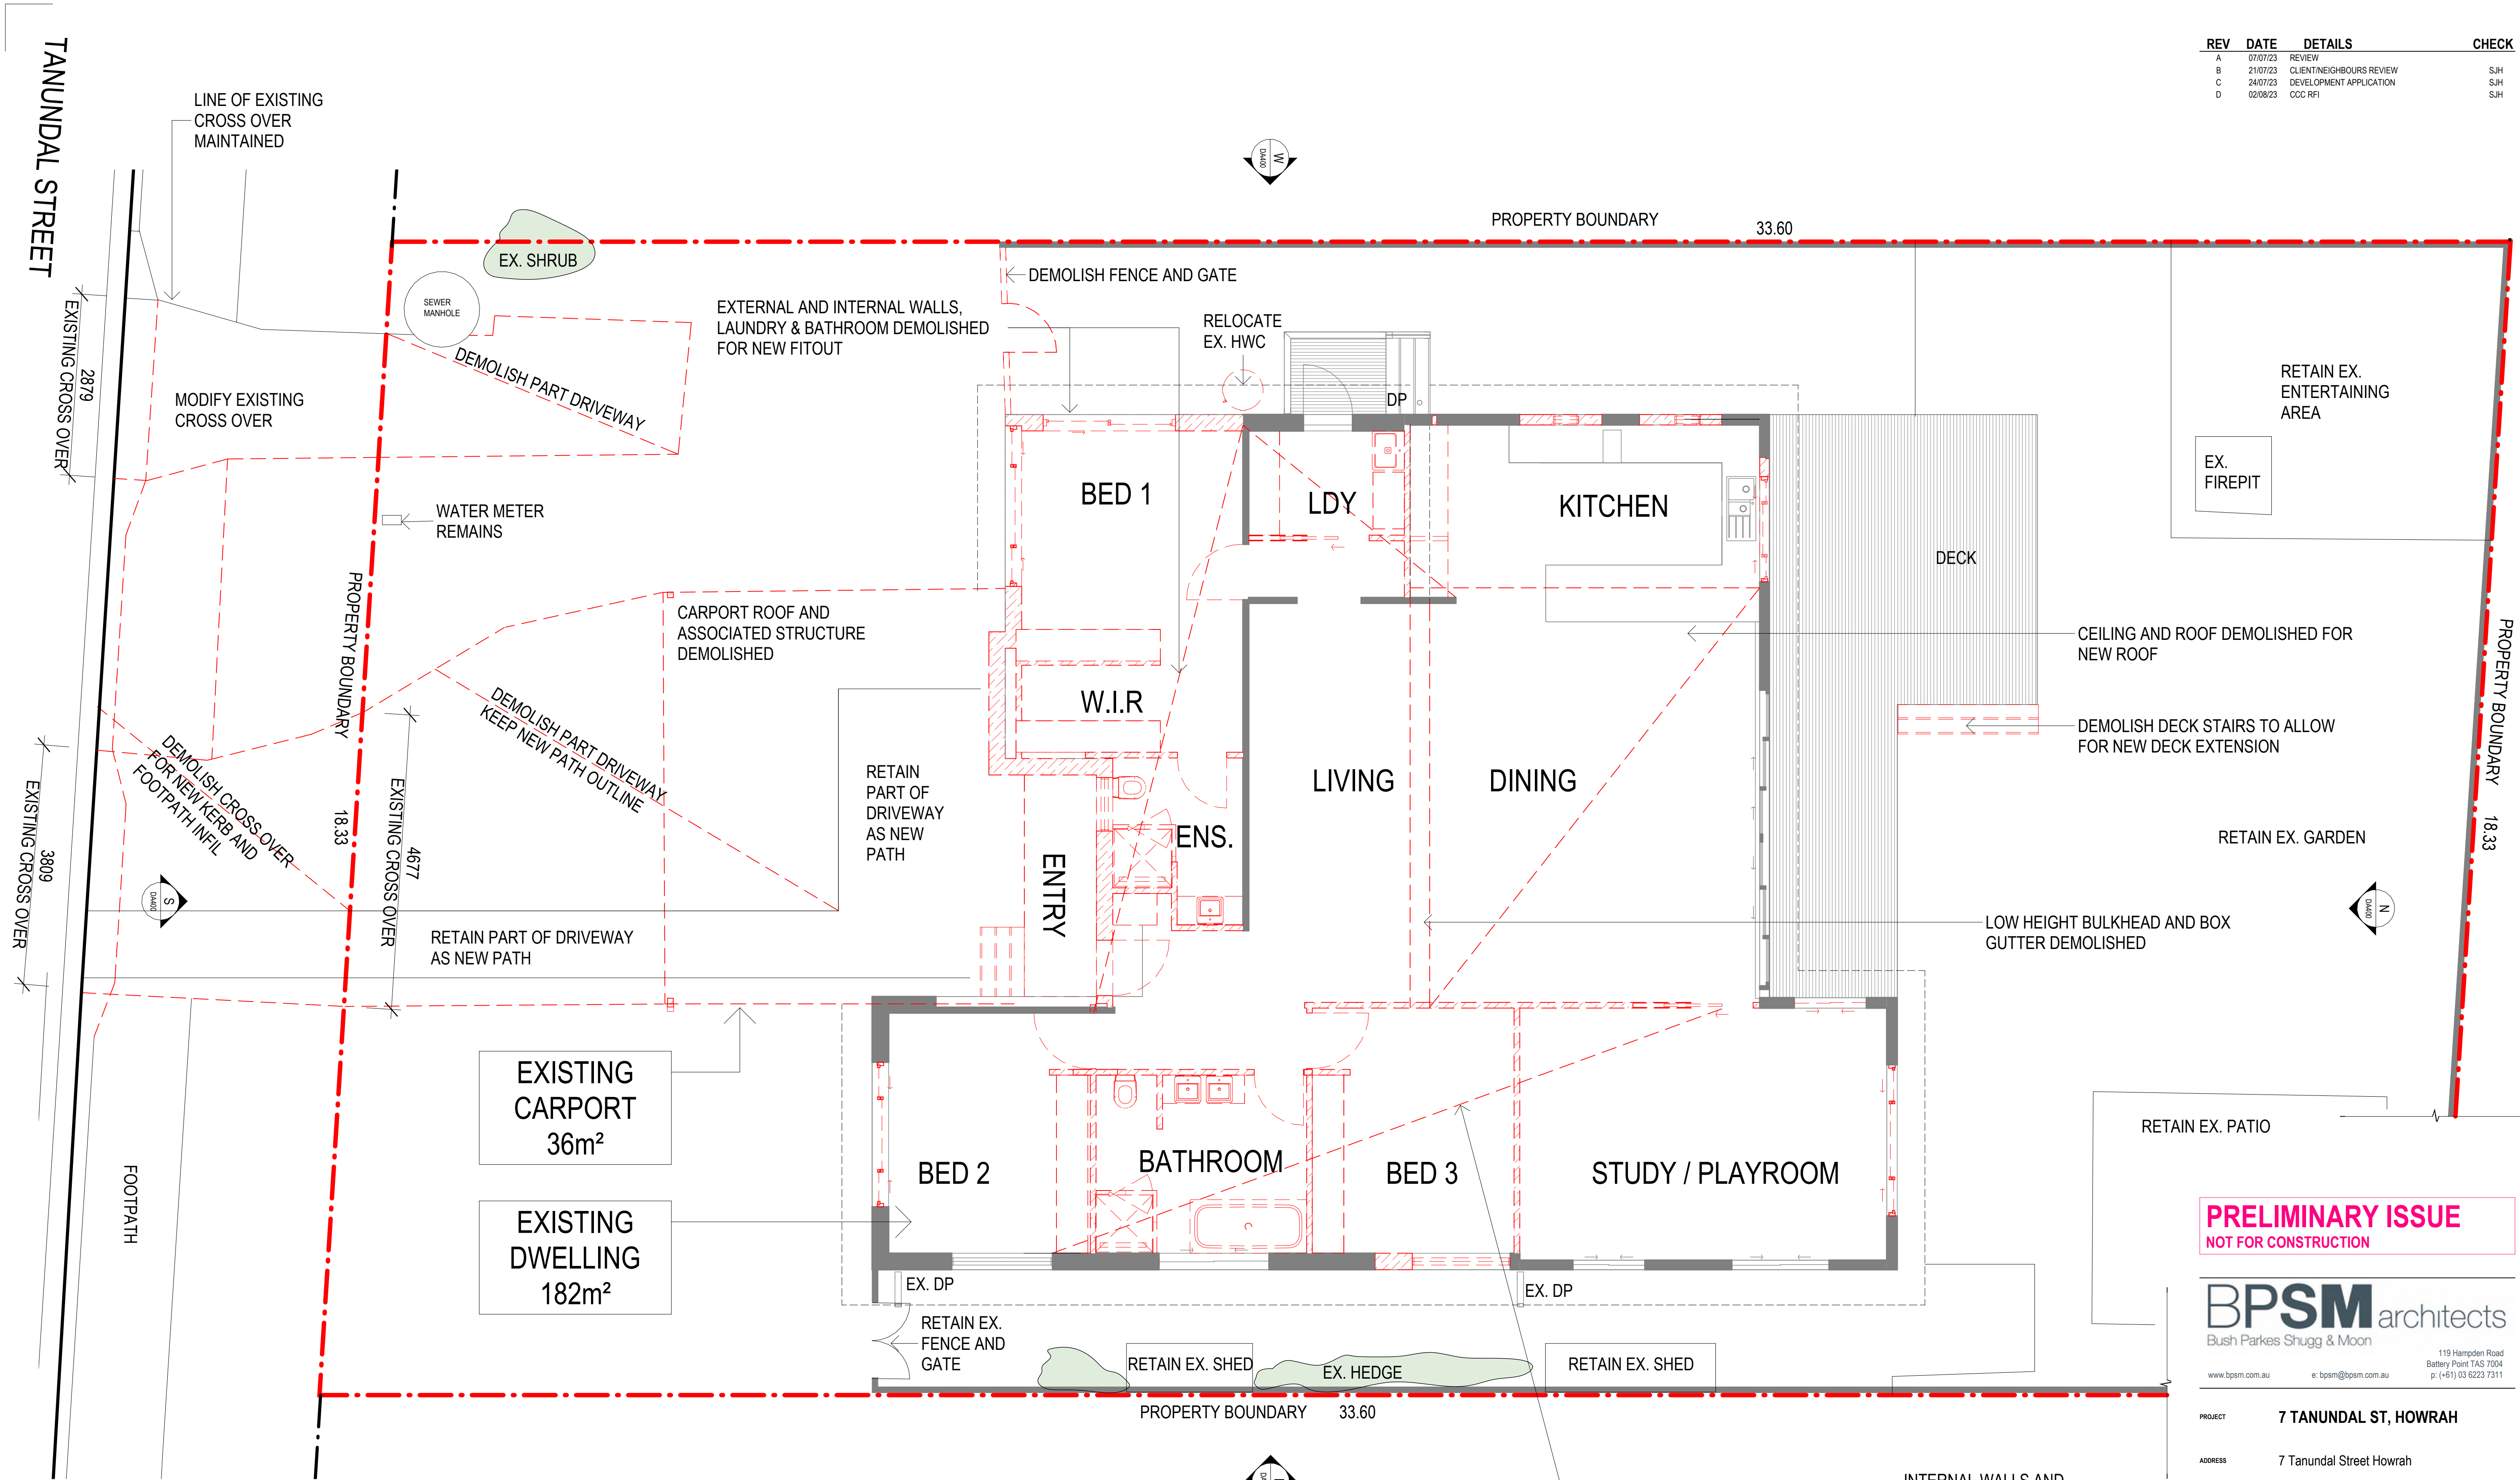 REV DATE DETAILS CHECK
A 07/07/23 REVIEW
B 21/07/23 CLIENT/NEIGHBOURS REVIEW SJH
C 24/07/23 DEVELOPMENT APPLICATION SJH
D 02/08/23 CCC RFI SJH
TANUNDAL STREET
LINE OF EXISTING
CROSS OVER
MAINTAINED
W
DA400
PROPERTY BOUNDARY 33.60
EX. SHRUB
SEWER
MANHOLE
DEMOLISH FENCE AND GATE
EXTERNAL AND INTERNAL WALLS,
LAUNDRY & BATHROOM DEMOLISHED
FOR NEW FITOUT
RELOCATE
EX. HWC
DP
2879
EXISTING CROSS OVER
MODIFY EXISTING
CROSS OVER
DEMOLISH PART DRIVEWAY
RETAIN EX.
ENTERTAINING
AREA
EX.
FIREPIT
BED 1
LDY
KITCHEN
DECK
WATER METER
REMAINS
PROPERTY BOUNDARY 18.33
CARPORT ROOF AND
ASSOCIATED STRUCTURE
DEMOLISHED
CEILING AND ROOF DEMOLISHED FOR
NEW ROOF
PROPERTY BOUNDARY 18.33
W.I.R
DEMOLISH PART DRIVEWAY
KEEP NEW PATH OUTLINE
DEMOLISH DECK STAIRS TO ALLOW
FOR NEW DECK EXTENSION
DEMOLISH CROSS OVER
FOR NEW KERB AND
FOOTPATH INFIL
RETAIN
PART OF
DRIVEWAY
AS NEW
PATH
LIVING
DINING
3809
EXISTING CROSS OVER
4677
EXISTING CROSS OVER
ENS.
ENTRY
RETAIN EX. GARDEN
S
DA400
N
DA400
RETAIN PART OF DRIVEWAY
AS NEW PATH
LOW HEIGHT BULKHEAD AND BOX
GUTTER DEMOLISHED
EXISTING
CARPORT
36m²
RETAIN EX. PATIO
FOOTPATH
BED 2
BATHROOM
BED 3
STUDY / PLAYROOM
EXISTING
DWELLING
182m²
EX. DP
EX. DP
RETAIN EX.
FENCE AND
GATE
RETAIN EX. SHED
EX. HEDGE
RETAIN EX. SHED
PROPERTY BOUNDARY 33.60
PRELIMINARY ISSUE
NOT FOR CONSTRUCTION
BPSM architects
Bush Parkes Shugg & Moon
119 Hampden Road
Battery Point TAS 7004
www.bpsm.com.au e: bpsm@bpsm.com.au p: (+61) 03 6223 7311
PROJECT 7 TANUNDAL ST, HOWRAH
ADDRESS 7 Tanundal Street Howrah
INTERNAL WALLS AND